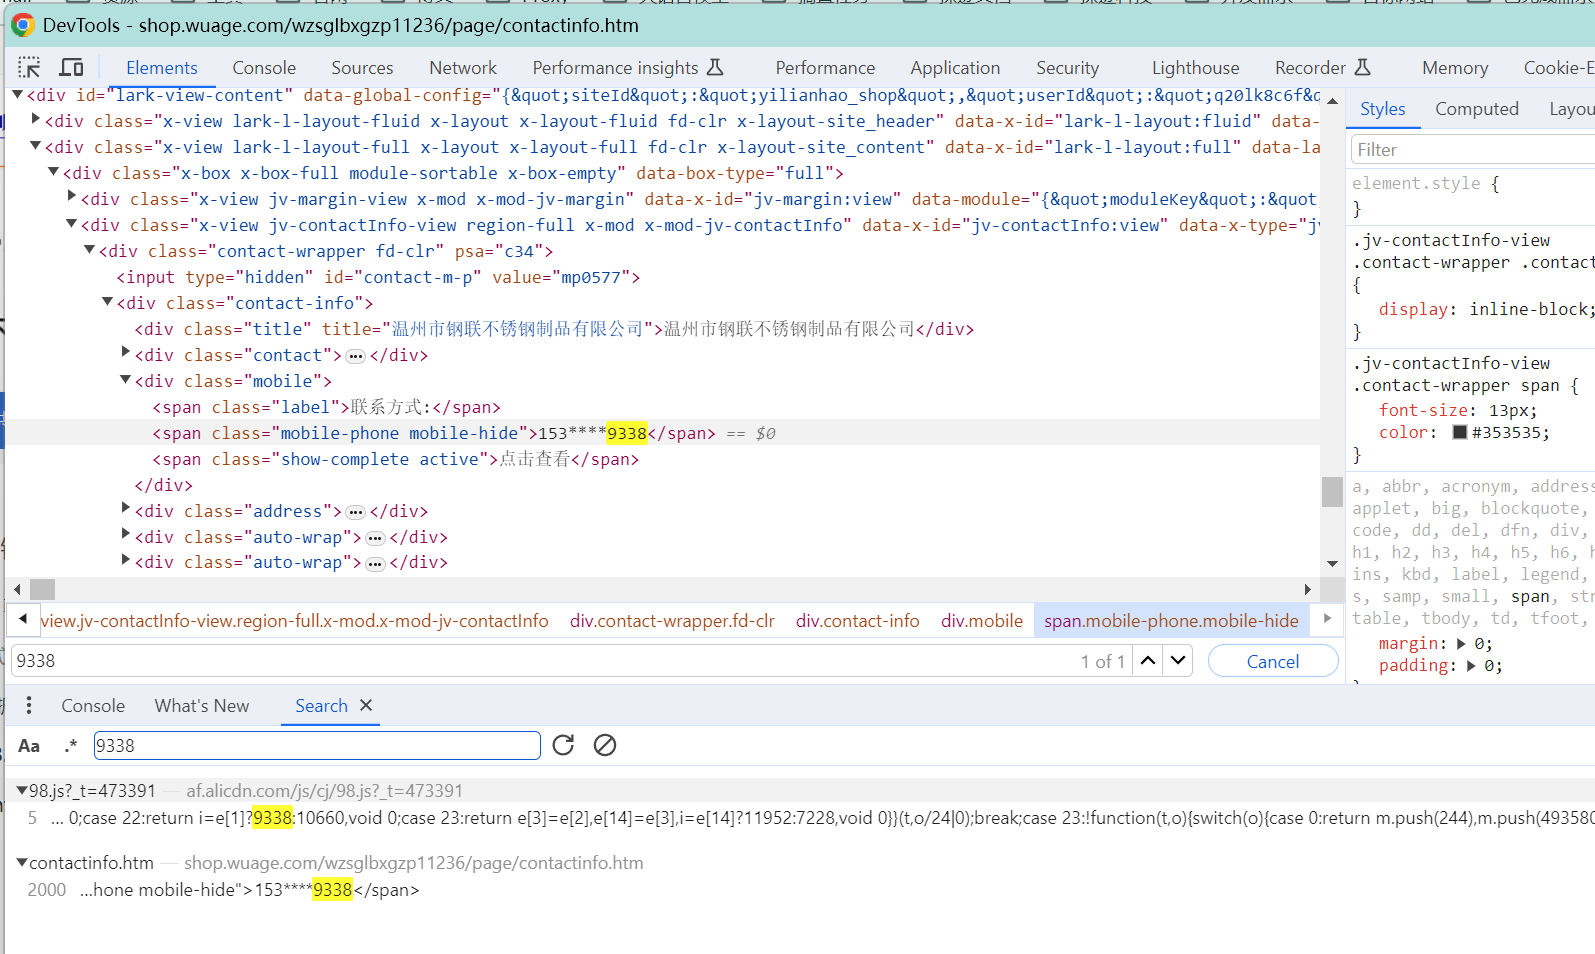 DevTools - shop.wuage.com/wzsglbxgzp11236/page/contactinfo.htm
Elements Console Sources Network Performance insights Performance Application Security Lighthouse Recorder Memory Cookie-E
<div id="lark-view-content" data-global-config="{&quot;siteId&quot;:&quot;yilianhao_shop&quot;,&quot;userId&quot;:&quot;q20lk8c6f&q
<div class="x-view lark-l-layout-fluid x-layout x-layout-fluid fd-clr x-layout-site_header" data-x-id="lark-l-layout:fluid" data-
<div class="x-view lark-l-layout-full x-layout x-layout-full fd-clr x-layout-site_content" data-x-id="lark-l-layout:full" data-la
<div class="x-box x-box-full module-sortable x-box-empty" data-box-type="full">
<div class="x-view jv-margin-view x-mod x-mod-jv-margin" data-x-id="jv-margin:view" data-module="{&quot;moduleKey&quot;:&quot
<div class="x-view jv-contactInfo-view region-full x-mod x-mod-jv-contactInfo" data-x-id="jv-contactInfo:view" data-x-type="jv
<div class="contact-wrapper fd-clr" psa="c34">
<input type="hidden" id="contact-m-p" value="mp0577">
<div class="contact-info">
<div class="title" title="温州市钢联不锈钢制品有限公司">温州市钢联不锈钢制品有限公司</div>
<div class="contact">…</div>
<div class="mobile">
<span class="label">联系方式:</span>
<span class="mobile-phone mobile-hide">153****9338</span> == $0
<span class="show-complete active">点击查看</span>
</div>
<div class="address">…</div>
<div class="auto-wrap">…</div>
<div class="auto-wrap">…</div>
view.jv-contactInfo-view.region-full.x-mod.x-mod-jv-contactInfo div.contact-wrapper.fd-clr div.contact-info div.mobile span.mobile-phone.mobile-hide
9338 1 of 1 Cancel
Styles Computed Layou
Filter
element.style {
}
.jv-contactInfo-view
.contact-wrapper .contact
{
display: inline-block;
}
.jv-contactInfo-view
.contact-wrapper span {
font-size: 13px;
color: #353535;
}
a, abbr, acronym, address
applet, big, blockquote,
code, dd, del, dfn, div,
h1, h2, h3, h4, h5, h6, h
ins, kbd, label, legend,
s, samp, small, span, str
table, tbody, td, tfoot,
margin: 0;
padding: 0;
Console What's New Search
Aa .* 9338
98.js?_t=473391 — af.alicdn.com/js/cj/98.js?_t=473391
5 … 0;case 22:return i=e[1]?9338:10660,void 0;case 23:return e[3]=e[2],e[14]=e[3],i=e[14]?11952:7228,void 0}}(t,o/24|0);break;case 23:!function(t,o){switch(o){case 0:return m.push(244),m.push(493580
contactinfo.htm — shop.wuage.com/wzsglbxgzp11236/page/contactinfo.htm
2000 …hone mobile-hide">153****9338</span>